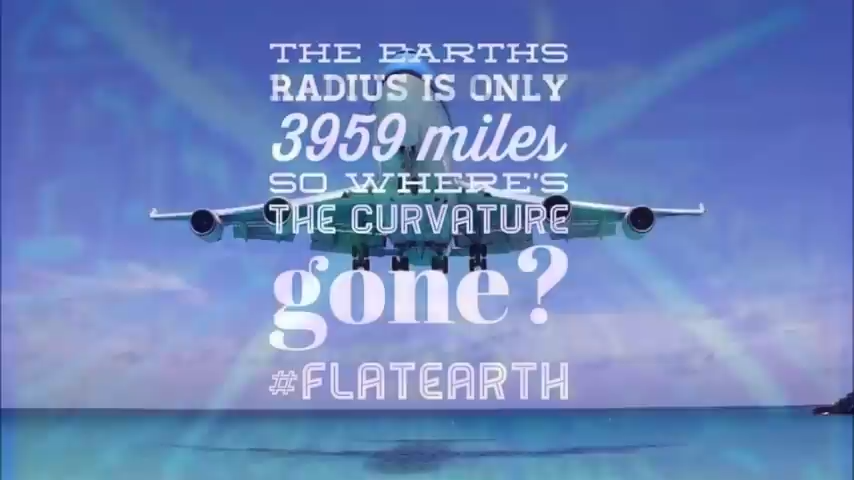 THE EARTHS
RADIUS IS ONLY
3959 miles
SO WHERE'S
THE CURVATURE
gone?
#FLATEARTH